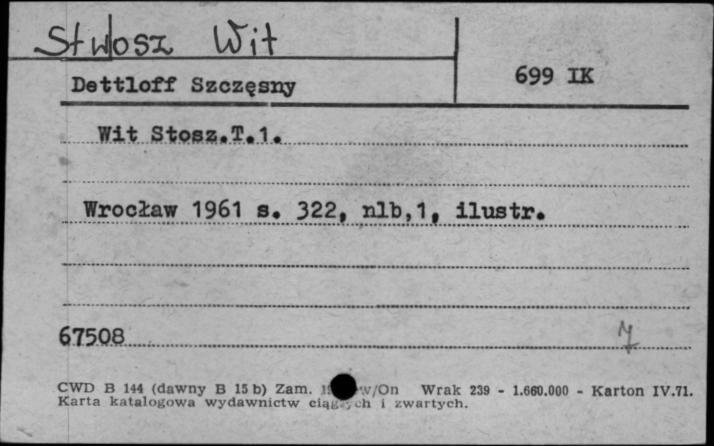 Stwosz Wit
Dettloff Szczęsny
699 IK
Wit Stosz.T.1.
Wrocław 1961 s. 322, nlb,1, ilustr.
67508
CWD B 144 (dawny B 15 b) Zam. w/On Wrak 239 - 1.660.000 - Karton IV.71.
Karta katalogowa wydawnictw i zwartych.